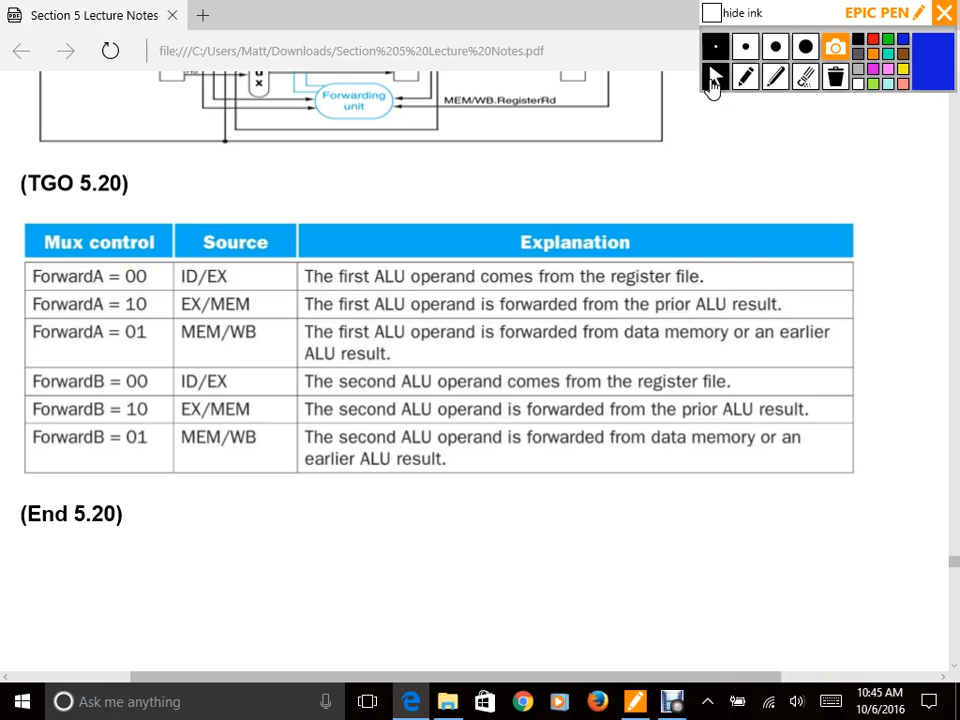 Section 5 Lecture Notes
hide ink
EPIC PEN
file:///C:/Users/Matt/Downloads/Section%205%20Lecture%20Notes.pdf
Forwarding
unit
MEM/WB.RegisterRd
(TGO 5.20)
Mux control Source Explanation
ForwardA = 00 ID/EX The first ALU operand comes from the register file.
ForwardA = 10 EX/MEM The first ALU operand is forwarded from the prior ALU result.
ForwardA = 01 MEM/WB The first ALU operand is forwarded from data memory or an earlier
ALU result.
ForwardB = 00 ID/EX The second ALU operand comes from the register file.
ForwardB = 10 EX/MEM The second ALU operand is forwarded from the prior ALU result.
ForwardB = 01 MEM/WB The second ALU operand is forwarded from data memory or an
earlier ALU result.
(End 5.20)
Ask me anything
10:45 AM
10/6/2016